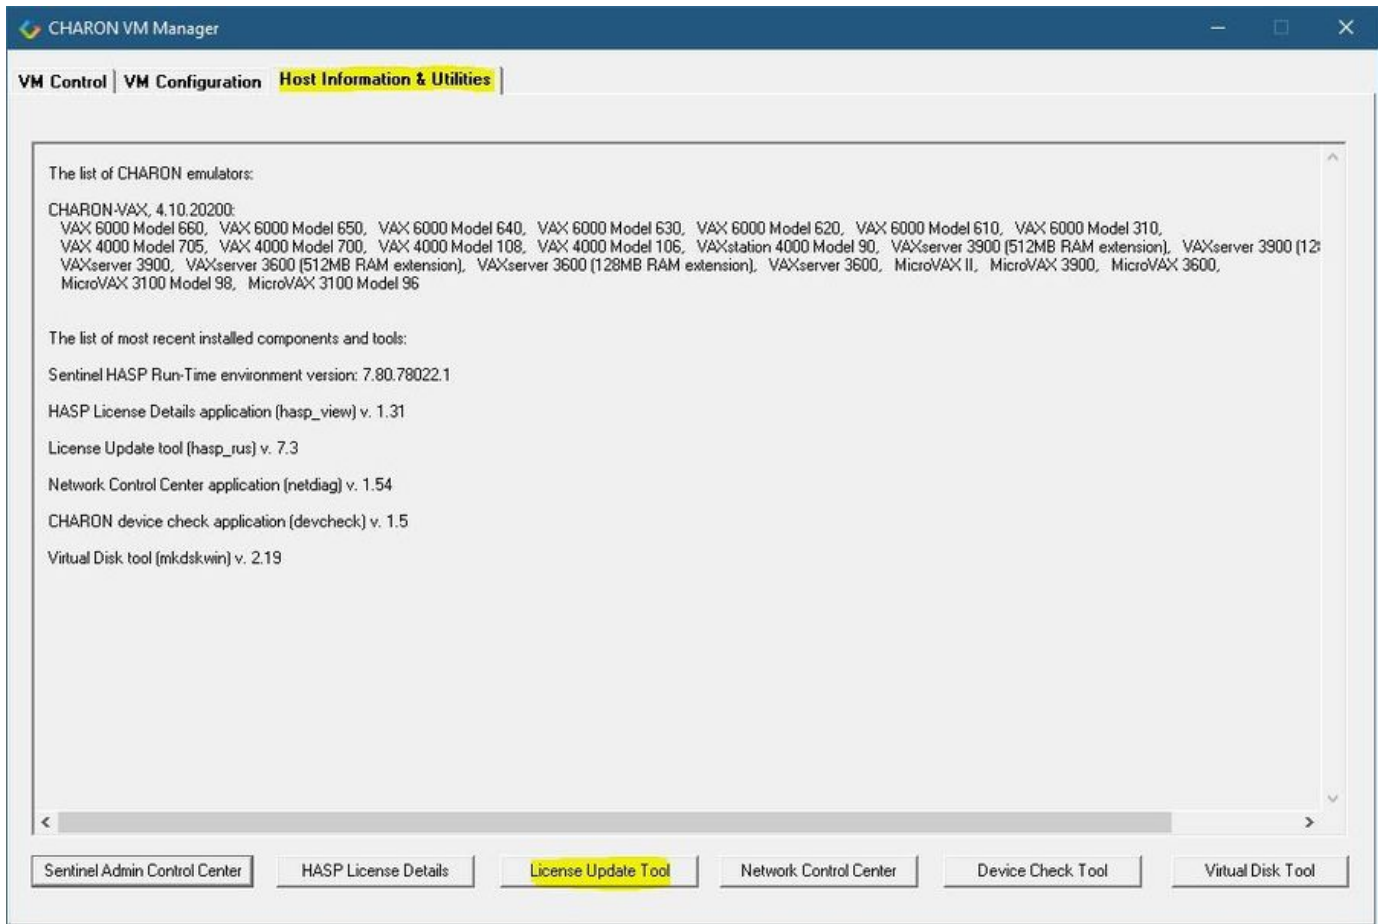 CHARON VM Manager
VM Control
VM Configuration
Host Information & Utilities
The list of CHARON emulators:
CHARON-VAX, 4.10.20200:
VAX 6000 Model 660, VAX 6000 Model 650, VAX 6000 Model 640, VAX 6000 Model 630, VAX 6000 Model 620, VAX 6000 Model 610, VAX 6000 Model 310,
VAX 4000 Model 705, VAX 4000 Model 700, VAX 4000 Model 108, VAX 4000 Model 106, VAXstation 4000 Model 90, VAXserver 3900 (512MB RAM extension), VAXserver 3900 (12
VAXserver 3900, VAXserver 3600 (512MB RAM extension), VAXserver 3600 (128MB RAM extension), VAXserver 3600, MicroVAX II, MicroVAX 3900, MicroVAX 3600,
MicroVAX 3100 Model 98, MicroVAX 3100 Model 96
The list of most recent installed components and tools:
Sentinel HASP Run-Time environment version: 7.80.78022.1
HASP License Details application (hasp_view) v. 1.31
License Update tool (hasp_rus) v. 7.3
Network Control Center application (netdiag) v. 1.54
CHARON device check application (devcheck) v. 1.5
Virtual Disk tool (mkdskwin) v. 2.19
Sentinel Admin Control Center
HASP License Details
License Update Tool
Network Control Center
Device Check Tool
Virtual Disk Tool